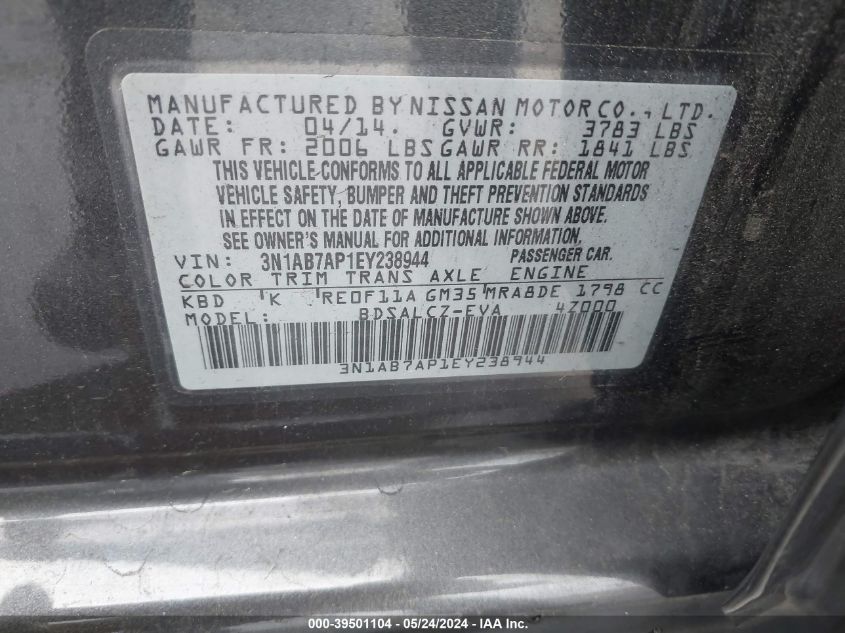 MANUFACTURED BY NISSAN MOTOR CO., LTD.
DATE: 04/14. GVWR: 3783 LBS
GAWR FR: 2006 LBS GAWR RR: 1841 LBS
THIS VEHICLE CONFORMS TO ALL APPLICABLE FEDERAL MOTOR
VEHICLE SAFETY, BUMPER AND THEFT PREVENTION STANDARDS
IN EFFECT ON THE DATE OF MANUFACTURE SHOWN ABOVE.
SEE OWNER'S MANUAL FOR ADDITIONAL INFORMATION.
VIN: 3N1AB7AP1EY238944 PASSENGER CAR.
COLOR TRIM TRANS AXLE ENGINE
KBD K RE0F11A GM35 MRA8DE 1798 CC
MODEL: BDSALCZ-EVA 4Z000
3N1AB7AP1EY238944
000-39501104 - 05/24/2024 - IAA Inc.